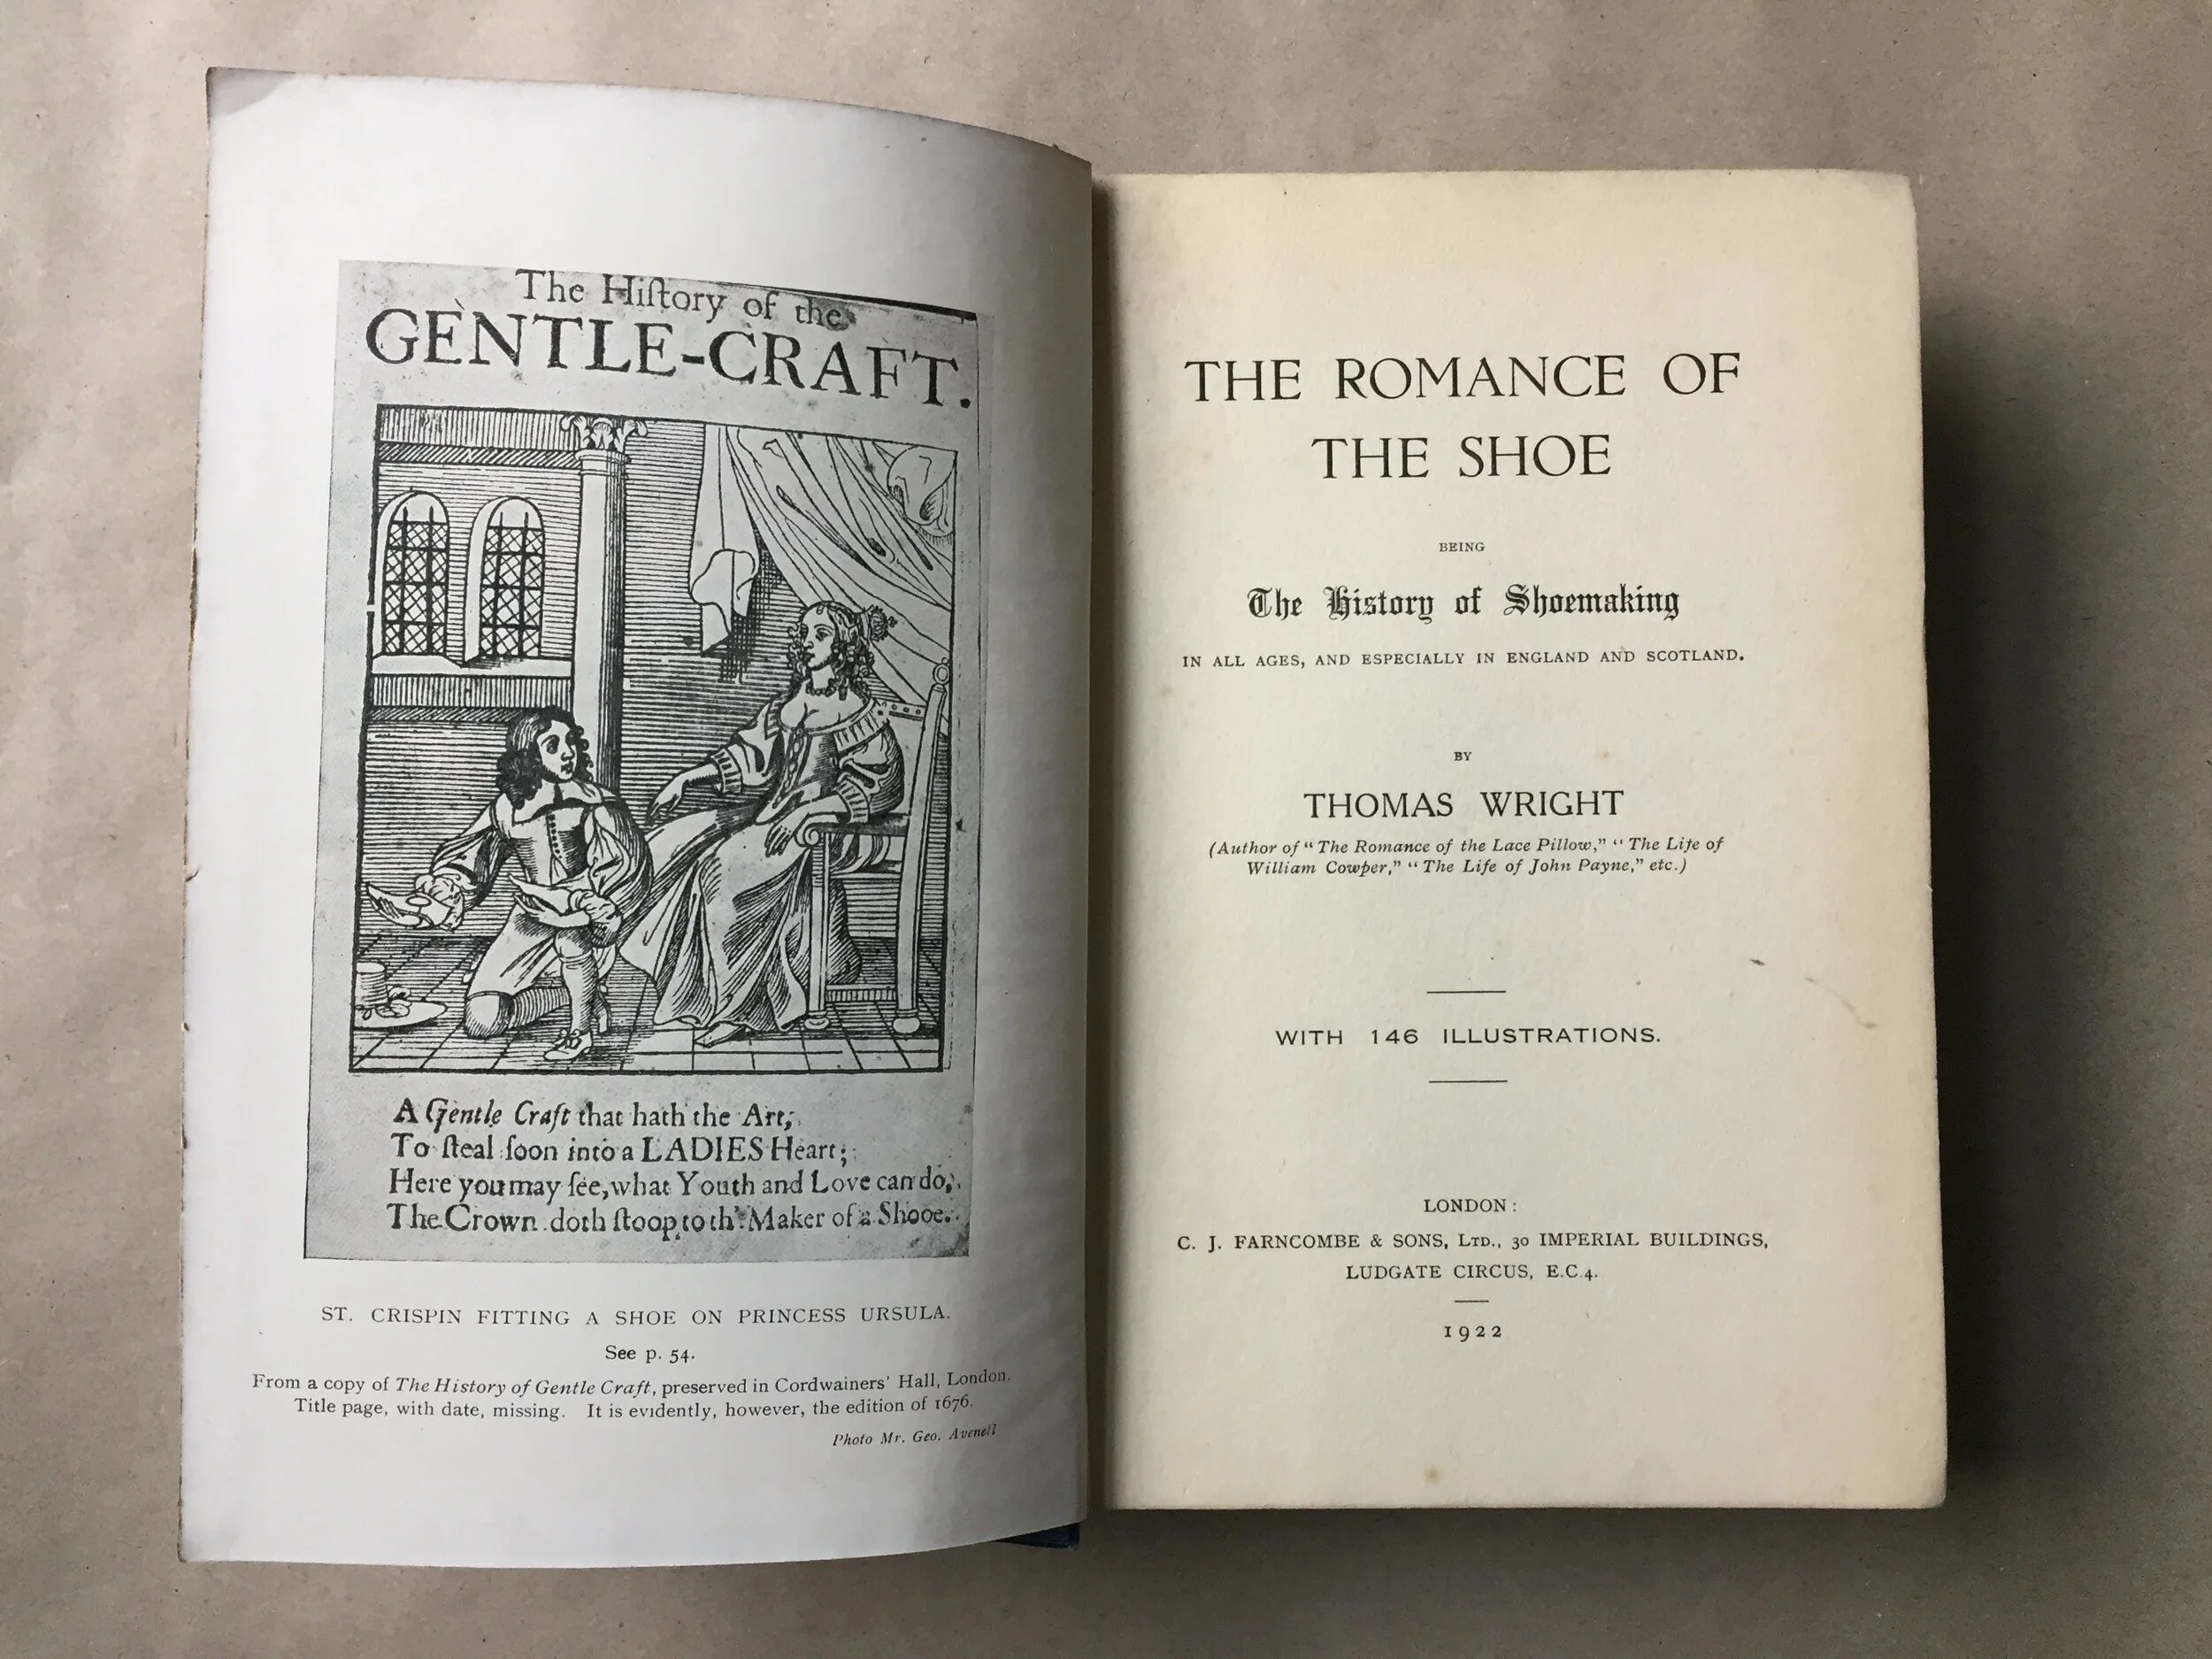 The Hiſtory of the
GENTLE-CRAFT.
A Gentle Craft that hath the Art,
To ſteal ſoon into a LADIES Heart;
Here you may ſee, what Youth and Love can do,
The Crown doth ſtoop to th' Maker of a Shooe.
ST. CRISPIN FITTING A SHOE ON PRINCESS URSULA.
See p. 54.
From a copy of The History of Gentle Craft, preserved in Cordwainers' Hall, London.
Title page, with date, missing. It is evidently, however, the edition of 1676.
Photo Mr. Geo. Avenell
THE ROMANCE OF
THE SHOE
BEING
The History of Shoemaking
IN ALL AGES, AND ESPECIALLY IN ENGLAND AND SCOTLAND.
BY
THOMAS WRIGHT
(Author of "The Romance of the Lace Pillow," "The Life of
William Cowper," "The Life of John Payne," etc.)
WITH 146 ILLUSTRATIONS.
LONDON:
C. J. FARNCOMBE & SONS, LTD., 30 IMPERIAL BUILDINGS,
LUDGATE CIRCUS, E.C.4.
1922